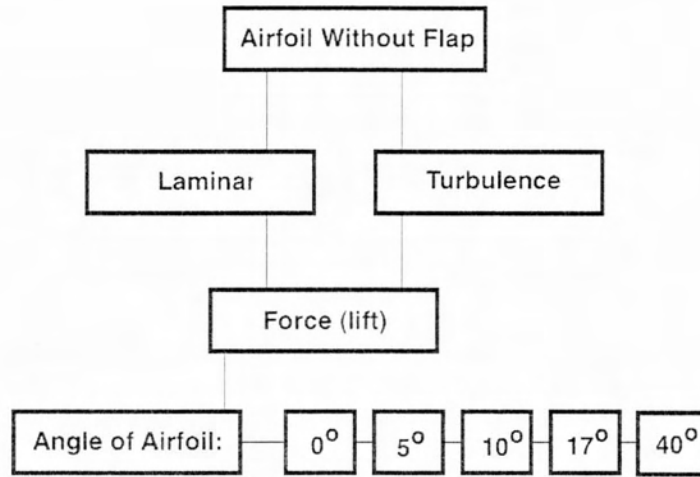 Airfoil Without Flap
Laminar Turbulence
Force (lift)
Angle of Airfoil: 0° 5° 10° 17° 40°